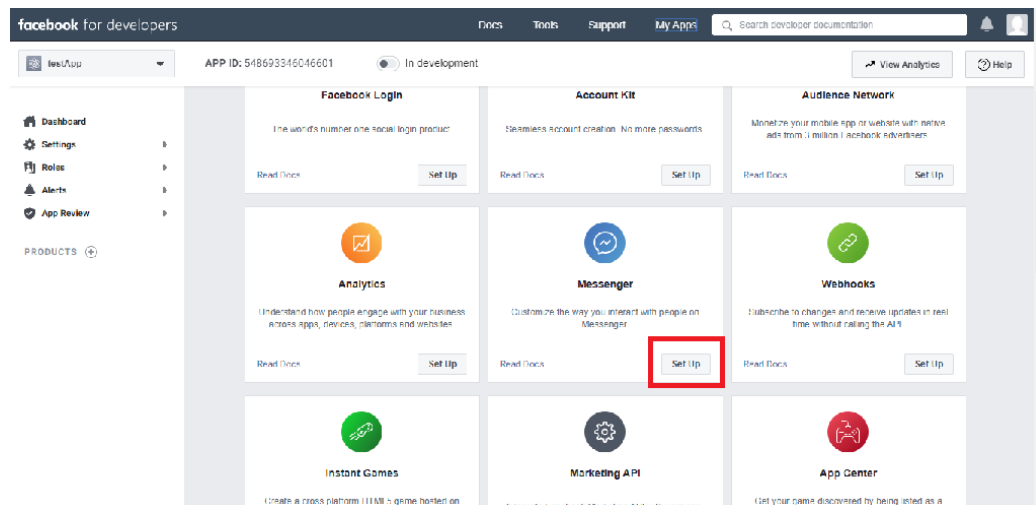 facebook for developers
Docs Tools Support My Apps Search developer documentation
testApp APP ID: 548693346046601 In development View Analytics Help
Dashboard
Settings
Roles
Alerts
App Review
PRODUCTS
Facebook Login
The world's number one social login product
Read Docs Set Up
Account Kit
Seamless account creation. No more passwords
Read Docs Set Up
Audience Network
Monetize your mobile app or website with native
ads from 3 million Facebook advertisers
Read Docs Set Up
Analytics
Understand how people engage with your business
across apps, devices, platforms and websites
Read Docs Set Up
Messenger
Customize the way you interact with people on
Messenger
Read Docs Set Up
Webhooks
Subscribe to changes and receive updates in real
time without calling the API
Read Docs Set Up
Instant Games
Create a cross platform HTML5 game hosted on
Marketing API
App Center
Get your game discovered by being listed as a